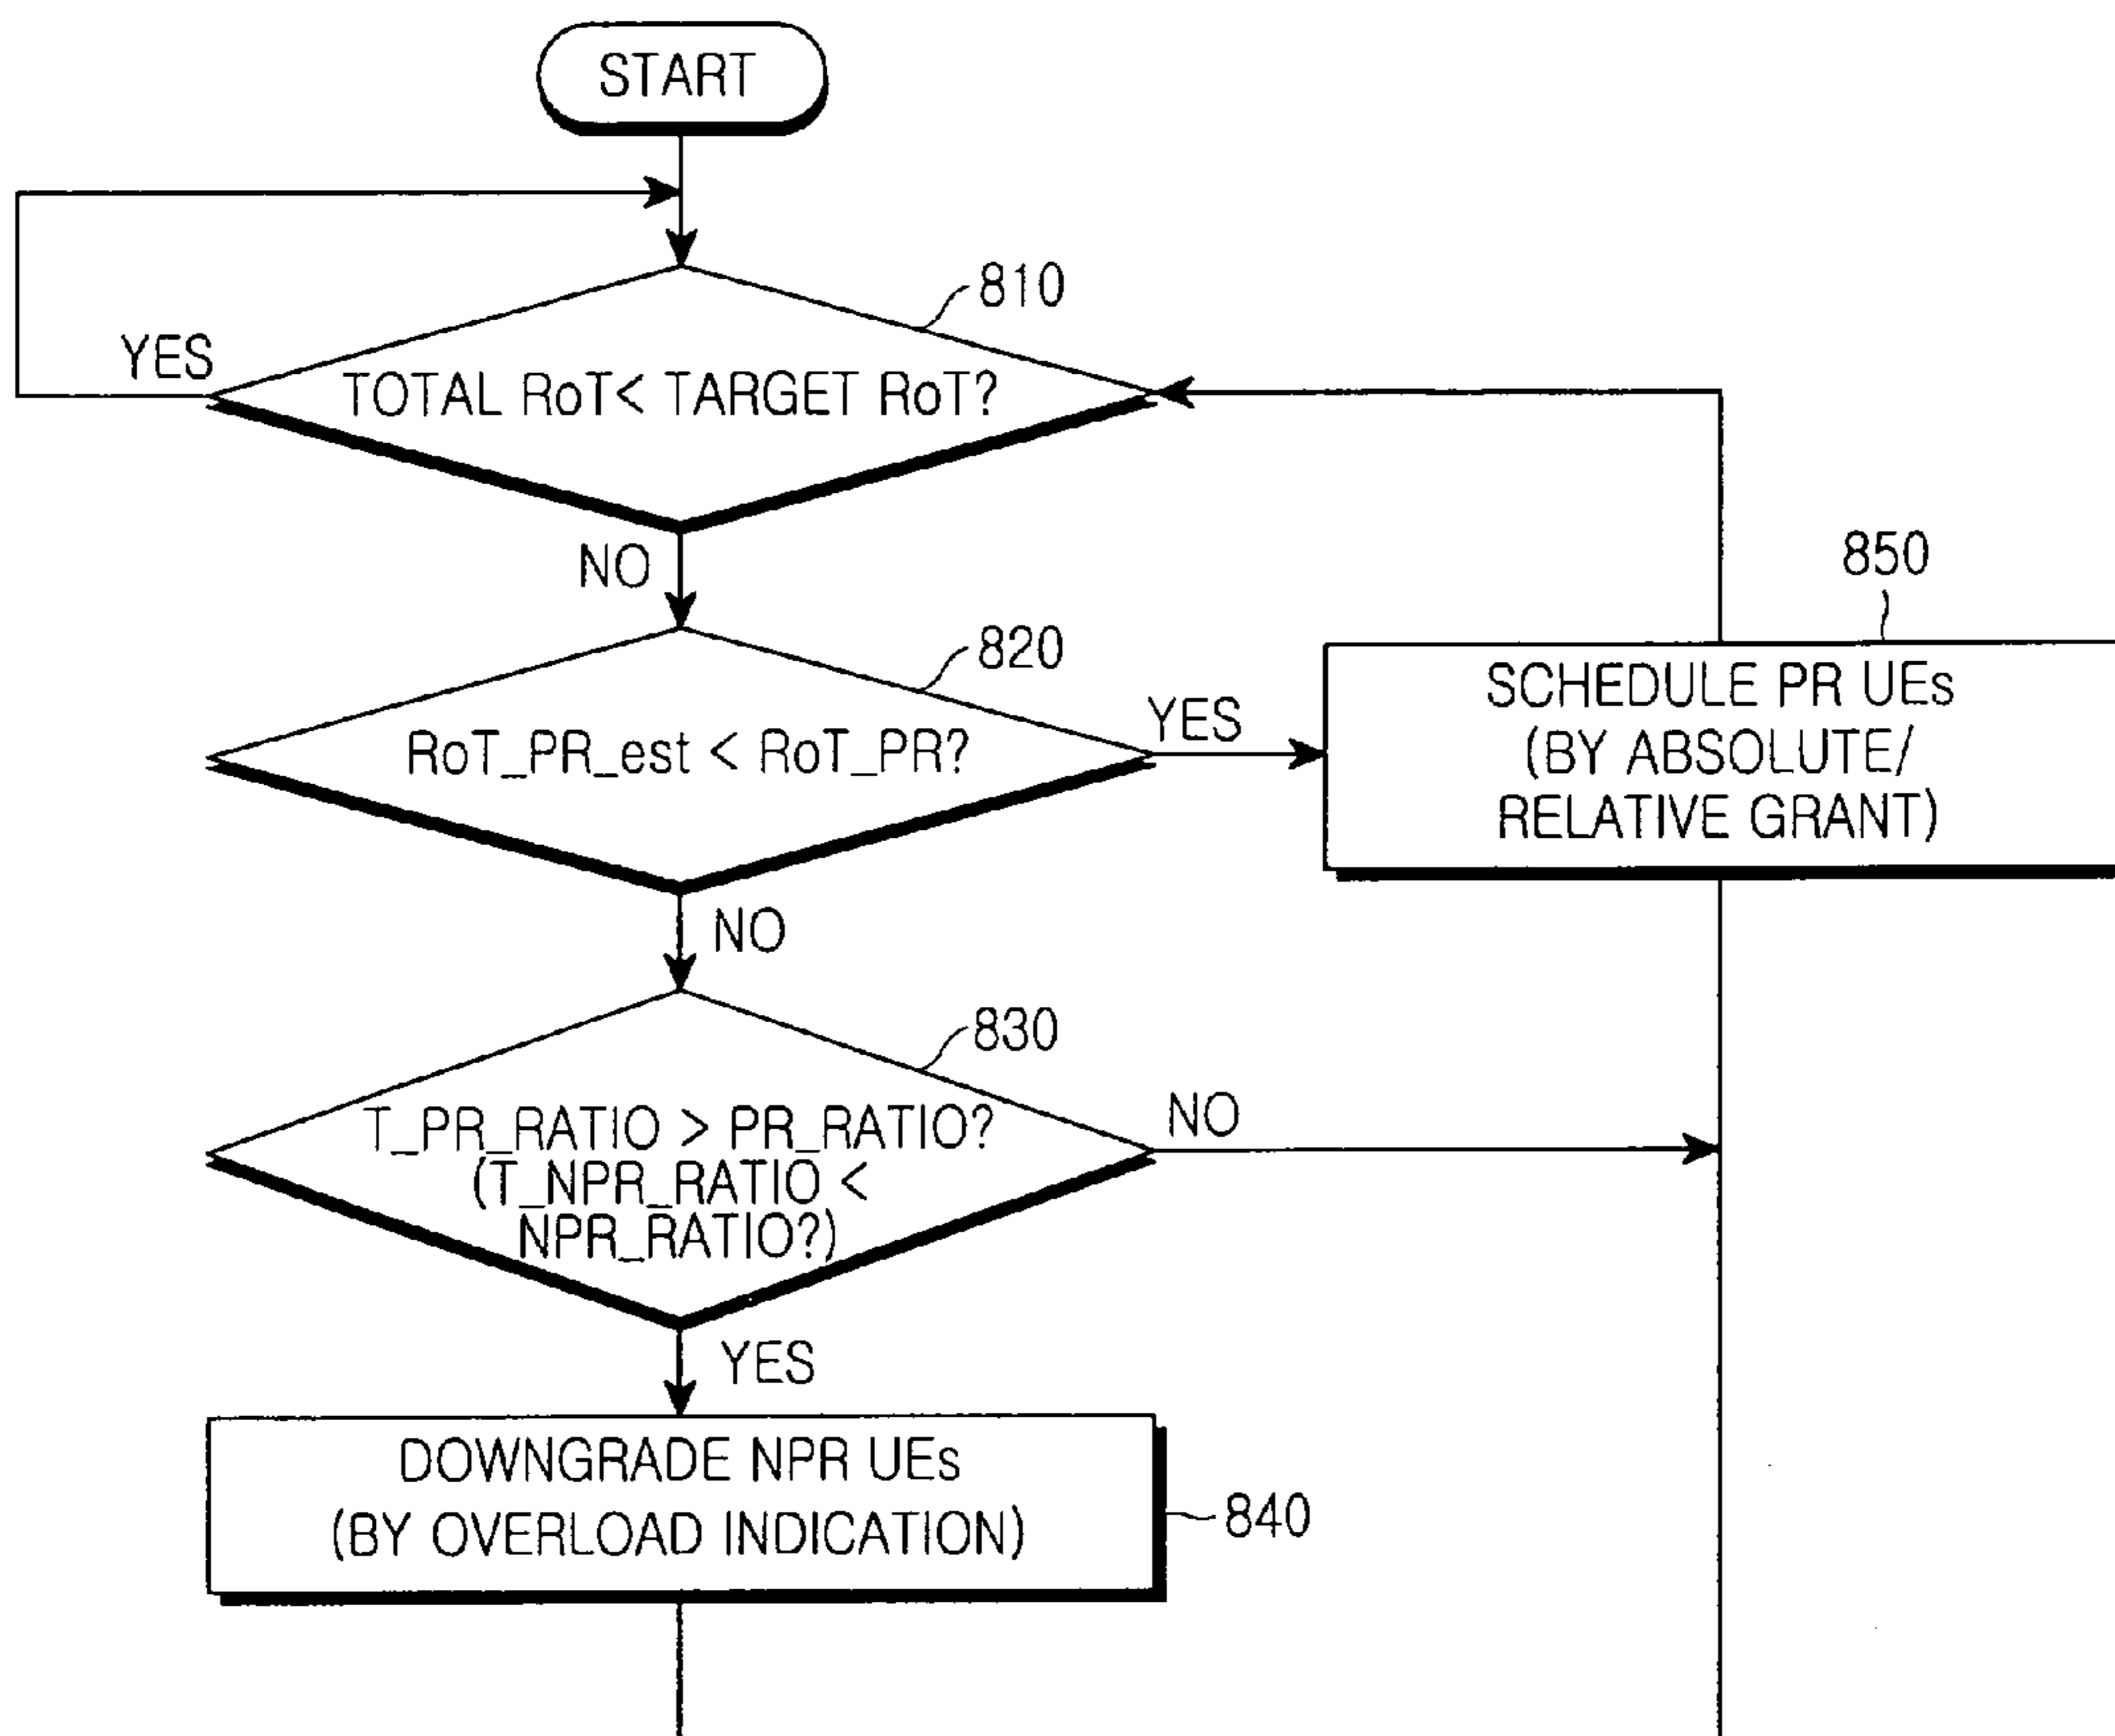 START
810
YES
TOTAL RoT< TARGET RoT?
NO
820
RoT_PR_est < RoT_PR?
YES
850
SCHEDULE PR UEs
(BY ABSOLUTE/
RELATIVE GRANT)
NO
830
T_PR_RATIO > PR_RATIO?
(T_NPR_RATIO <
NPR_RATIO?)
NO
YES
DOWNGRADE NPR UEs
(BY OVERLOAD INDICATION)
840